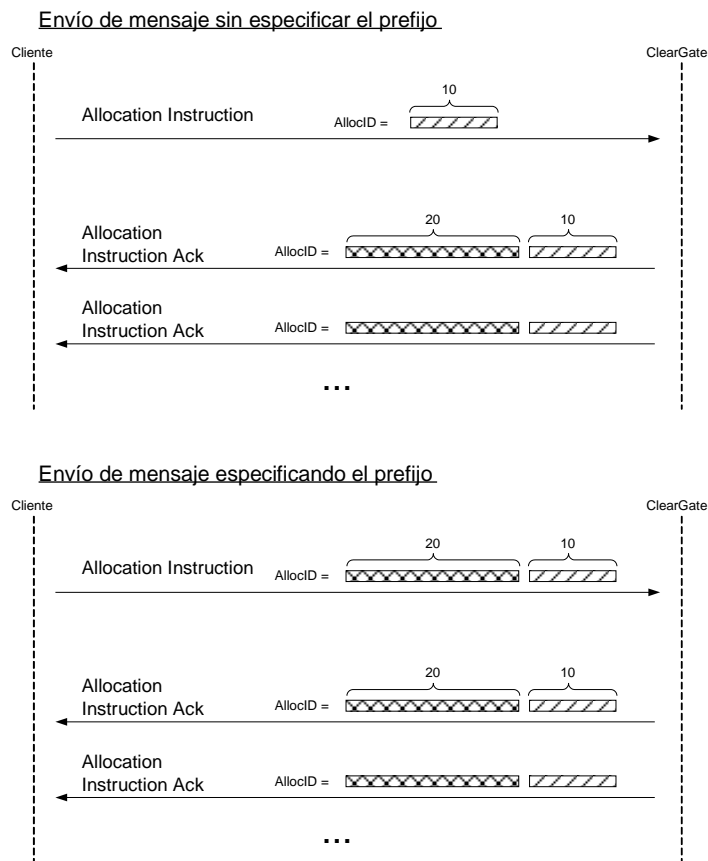 Envío de mensaje sin especificar el prefijo
Cliente
ClearGate
10
Allocation Instruction
AllocID =
20
10
Allocation
Instruction Ack
AllocID =
Allocation
Instruction Ack
AllocID =
...
Envío de mensaje especificando el prefijo
Cliente
ClearGate
20
10
Allocation Instruction
AllocID =
20
10
Allocation
Instruction Ack
AllocID =
Allocation
Instruction Ack
AllocID =
...